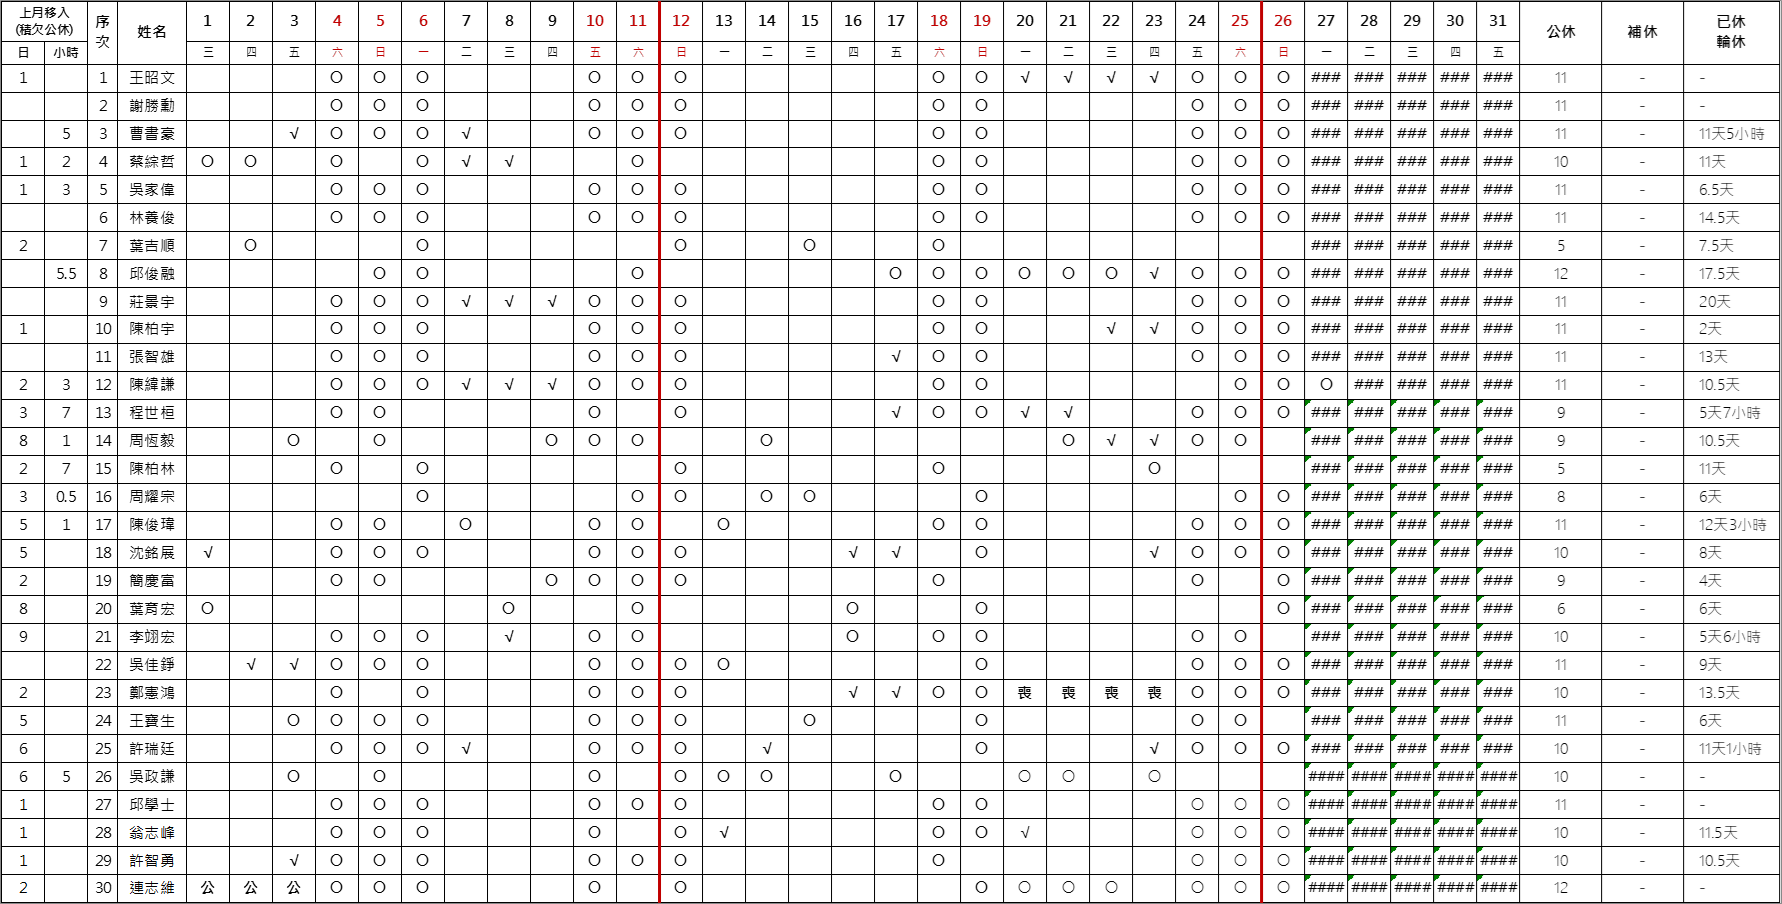 上月移入
(積欠公休) 序次 姓名 1 2 3 4 5 6 7 8 9 10 11 12 13 14 15 16 17 18 19 20 21 22 23 24 25 26 27 28 29 30 31 公休 補休 已休輪休
日 小時 三 四 五 六 日 一 二 三 四 五 六 日 一 二 三 四 五 六 日 一 二 三 四 五 六 日 一 二 三 四 五
1 1 王昭文 O O O O O O O O √ √ √ √ O O O ### ### ### ### ### 11 - -
2 謝勝勳 O O O O O O O O O O O ### ### ### ### ### 11 - -
5 3 曹書豪 √ O O O √ O O O O O O O O ### ### ### ### ### 11 - 11天5小時
1 2 4 蔡綜哲 O O O O √ √ O O O O O O ### ### ### ### ### 10 - 11天
1 3 5 吳家偉 O O O O O O O O O O O ### ### ### ### ### 11 - 6.5天
6 林養俊 O O O O O O O O O O O ### ### ### ### ### 11 - 14.5天
2 7 葉吉順 O O O O O ### ### ### ### ### 5 - 7.5天
5.5 8 邱俊融 O O O O O O O O O √ O O O ### ### ### ### ### 12 - 17.5天
9 莊景宇 O O O √ √ √ O O O O O O O O ### ### ### ### ### 11 - 20天
1 10 陳柏宇 O O O O O O O O √ √ O O O ### ### ### ### ### 11 - 2天
11 張智雄 O O O O O O √ O O O O O ### ### ### ### ### 11 - 13天
2 3 12 陳緯謙 O O O √ √ √ O O O O O O O O ### ### ### ### 11 - 10.5天
3 7 13 程世桓 O O O O √ O O √ √ O O O ### ### ### ### ### 9 - 5天7小時
8 1 14 周恆毅 O O O O O O O √ √ O O ### ### ### ### ### 9 - 10.5天
2 7 15 陳柏林 O O O O O ### ### ### ### ### 5 - 11天
3 0.5 16 周耀宗 O O O O O O O O ### ### ### ### ### 8 - 6天
5 1 17 陳俊瑋 O O O O O O O O O O O ### ### ### ### ### 11 - 12天3小時
5 18 沈銘展 √ O O O O O O √ √ O √ O O O ### ### ### ### ### 10 - 8天
2 19 簡慶富 O O O O O O O O O ### ### ### ### ### 9 - 4天
8 20 葉育宏 O O O O O O ### ### ### ### ### 6 - 6天
9 21 李翊宏 O O O √ O O O O O O O ### ### ### ### ### 10 - 5天6小時
22 吳佳錚 √ √ O O O O O O O O O O O ### ### ### ### ### 11 - 9天
2 23 鄭憲鴻 O O O O O √ √ O O 喪 喪 喪 喪 O O O ### ### ### ### ### 10 - 13.5天
5 24 王寶生 O O O O O O O O O O O ### ### ### ### ### 11 - 6天
6 25 許瑞廷 O O O √ O O O √ O √ O O O ### ### ### ### ### 10 - 11天1小時
6 5 26 吳政謙 O O O O O O O O O O #### #### #### #### #### 10 - -
1 27 邱學士 O O O O O O O O O O O #### #### #### #### #### 11 - -
1 28 翁志峰 O O O O O √ O O √ O O O #### #### #### #### #### 10 - 11.5天
1 29 許智勇 √ O O O O O O O O O O #### #### #### #### #### 10 - 10.5天
2 30 連志維 公 公 公 O O O O O O O O O O O O #### #### #### #### #### 12 - -